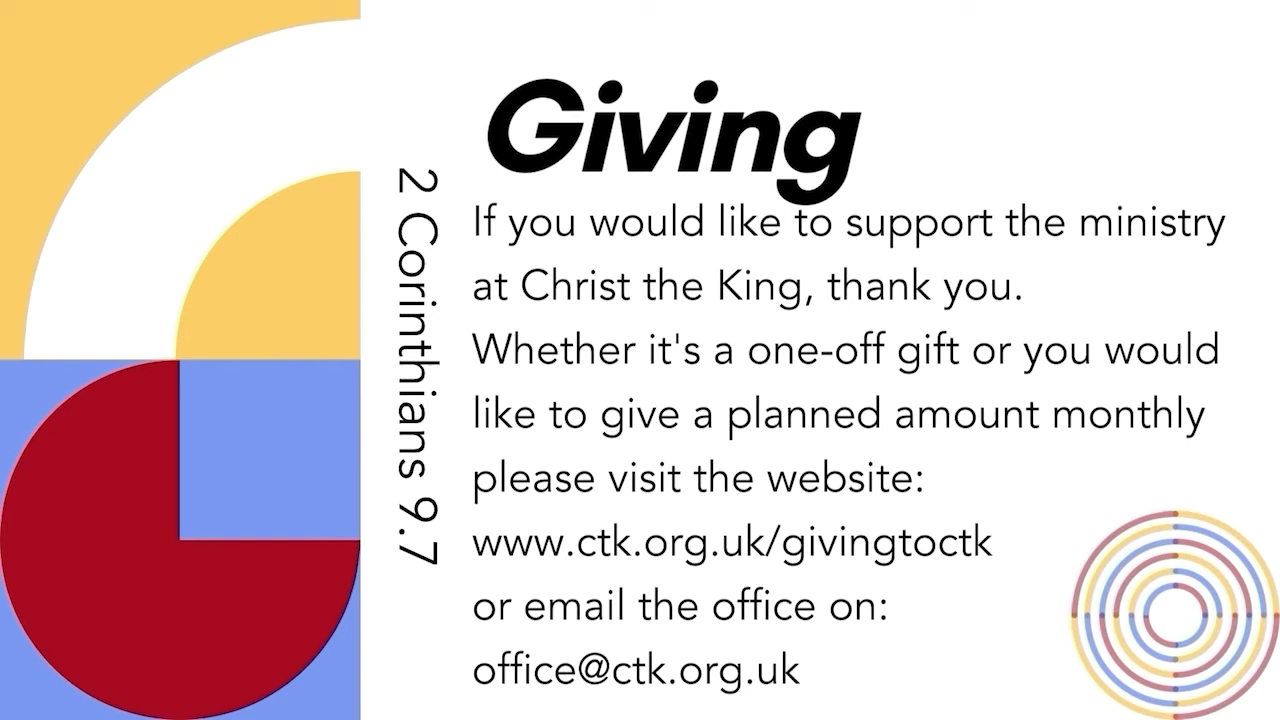 Giving
2 Corinthians 9.7
If you would like to support the ministry
at Christ the King, thank you.
Whether it's a one-off gift or you would
like to give a planned amount monthly
please visit the website:
www.ctk.org.uk/givingtoctk
or email the office on:
office@ctk.org.uk